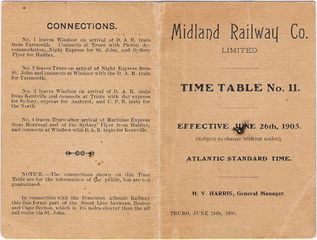 CONNECTIONS.
No. 1 leaves Windsor on arrival of D. A. R. train
from Yarmouth. Connects at Truro with Pictou
modation, Night Express for St. John, and Sydney
Flyer for Halifax.
No. 2 leaves Truro on arrival of Night Express from
St. John and connects at Windsor with the D. A. R.
train for Yarmouth.
No. 3 leaves Windsor on arrival of D. A. R. train
from Kentville and connects at Truro with day express
for Sydney, express for Amherst, and C. P. R. train for the
North
No. 4 leaves Truro after arrival of Maritime Express
from Montreal and of the Sydney Flyer from Halifax,
and connects at Windsor with D. A. R. train for Kentville.
NOTICE.—The connections shown on this Time
Table are for the information of the public, but are not
guaranteed.
In connection with the Dominion Atlantic Railway
this line forms part of the Short Line between Boston
and Cape Breton, which is 195 miles shorter than the all
rail route via St. John.
Midland Railway Co.
LIMITED.
TIME TABLE No. 11.
EFFECTIVE JUNE 26th, 1905.
(Subject to change without notice)
ATLANTIC STANDARD TIME.
H. V. HARRIS, General Manager
TRURO, JUNE 24th, 1905.